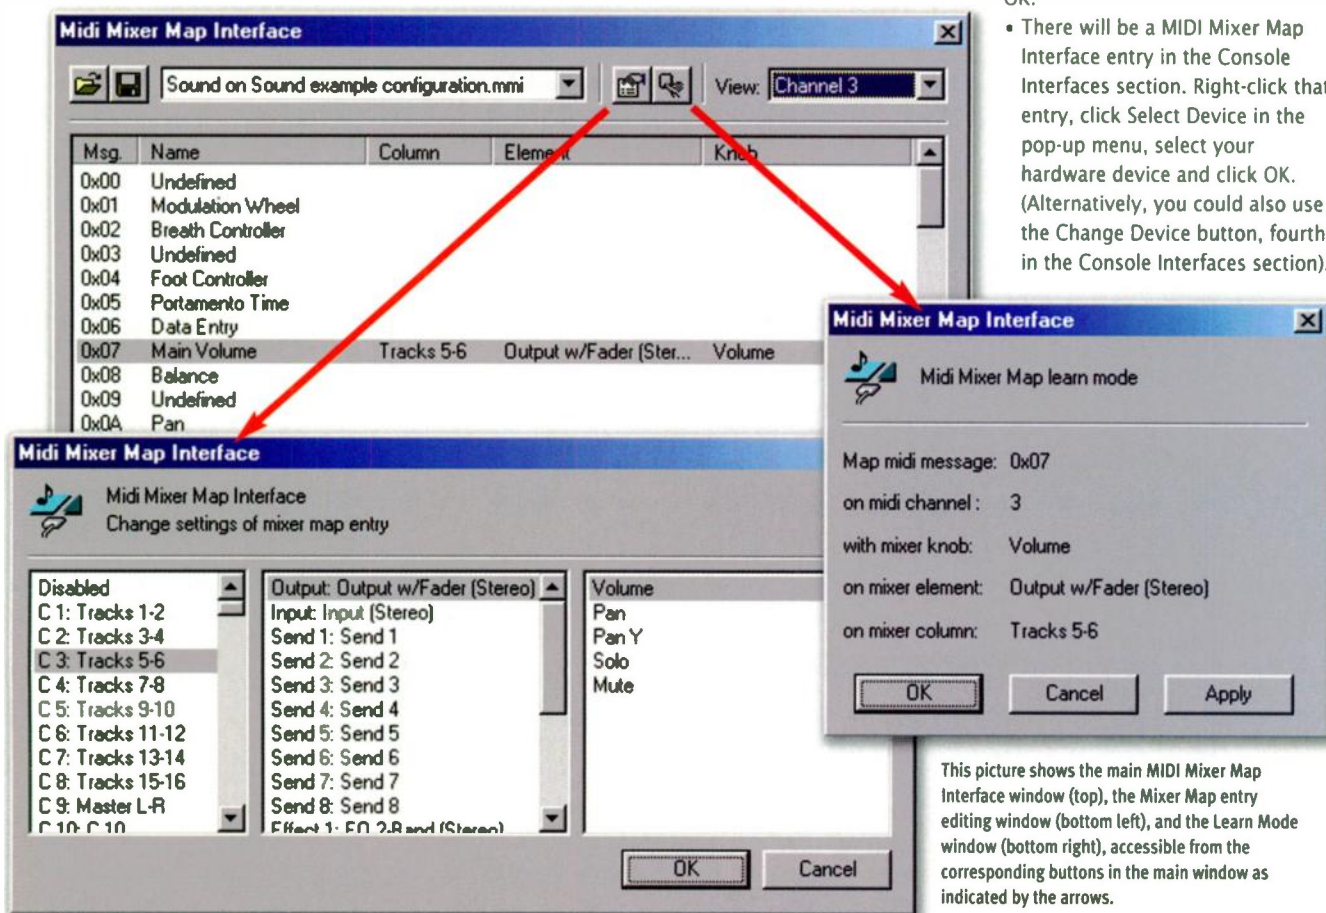 OK.
• There will be a MIDI Mixer Map
Interface entry in the Console
Interfaces section. Right-click that
entry, click Select Device in the
pop-up menu, select your
hardware device and click OK.
(Alternatively, you could also use
the Change Device button, fourth
in the Console Interfaces section).
Midi Mixer Map Interface
Sound on Sound example configuration.mmi
View: Channel 3
Msg. Name Column Element Knob
0x00 Undefined
0x01 Modulation Wheel
0x02 Breath Controller
0x03 Undefined
0x04 Foot Controller
0x05 Portamento Time
0x06 Data Entry
0x07 Main Volume Tracks 5-6 Output w/Fader (Ster... Volume
0x08 Balance
0x09 Undefined
0x0A Pan
Midi Mixer Map Interface
Midi Mixer Map Interface
Change settings of mixer map entry
Disabled
C 1: Tracks 1-2
C 2: Tracks 3-4
C 3: Tracks 5-6
C 4: Tracks 7-8
C 5: Tracks 9-10
C 6: Tracks 11-12
C 7: Tracks 13-14
C 8: Tracks 15-16
C 9: Master L-R
C 10: C 10
Output: Output w/Fader (Stereo)
Input: Input (Stereo)
Send 1: Send 1
Send 2: Send 2
Send 3: Send 3
Send 4: Send 4
Send 5: Send 5
Send 6: Send 6
Send 7: Send 7
Send 8: Send 8
Effect 1: EQ 2-Band (Stereo)
Volume
Pan
Pan Y
Solo
Mute
OK Cancel
Midi Mixer Map Interface
Midi Mixer Map learn mode
Map midi message: 0x07
on midi channel : 3
with mixer knob: Volume
on mixer element: Output w/Fader (Stereo)
on mixer column: Tracks 5-6
OK Cancel Apply
This picture shows the main MIDI Mixer Map
Interface window (top), the Mixer Map entry
editing window (bottom left), and the Learn Mode
window (bottom right), accessible from the
corresponding buttons in the main window as
indicated by the arrows.